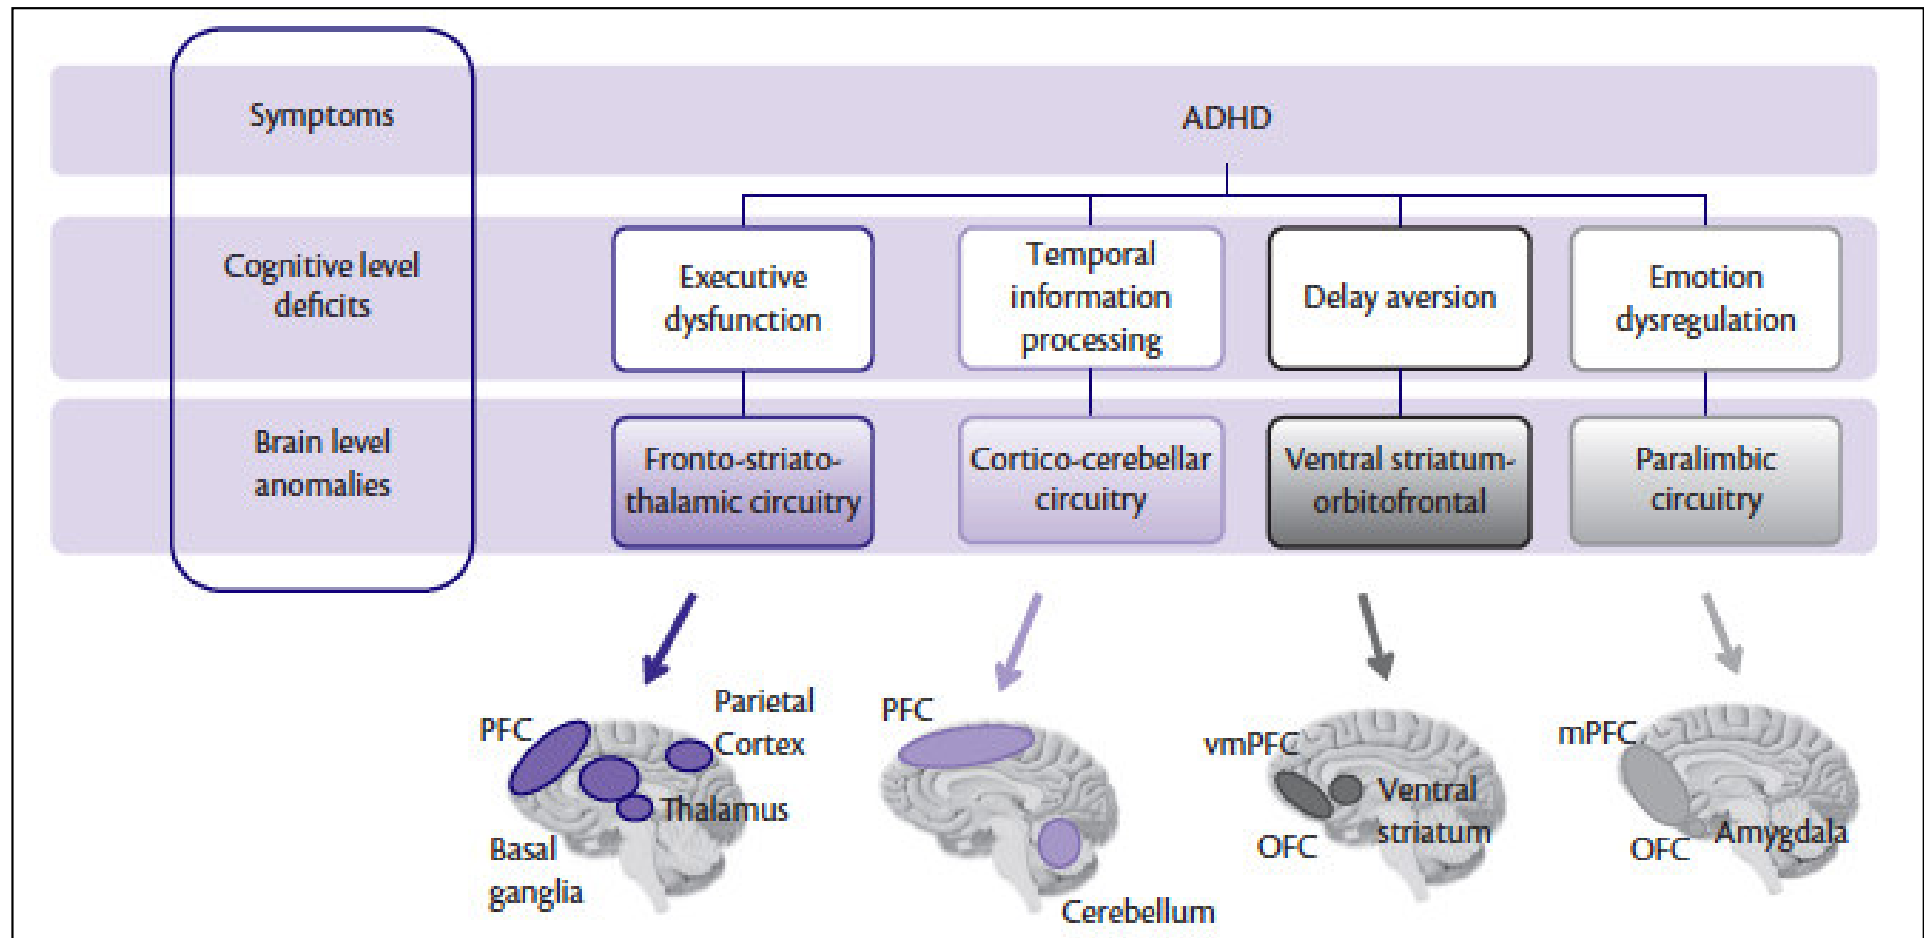 Symptoms
ADHD
Cognitive level
deficits
Executive
dysfunction
Temporal
information
processing
Delay aversion
Emotion
dysregulation
Brain level
anomalies
Fronto-striato-
thalamic circuitry
Cortico-cerebellar
circuitry
Ventral striatum-
orbitofrontal
Paralimbic
circuitry
PFC
Parietal
Cortex
Thalamus
Basal
ganglia
PFC
Cerebellum
vmPFC
Ventral
striatum
OFC
mPFC
OFC
Amygdala